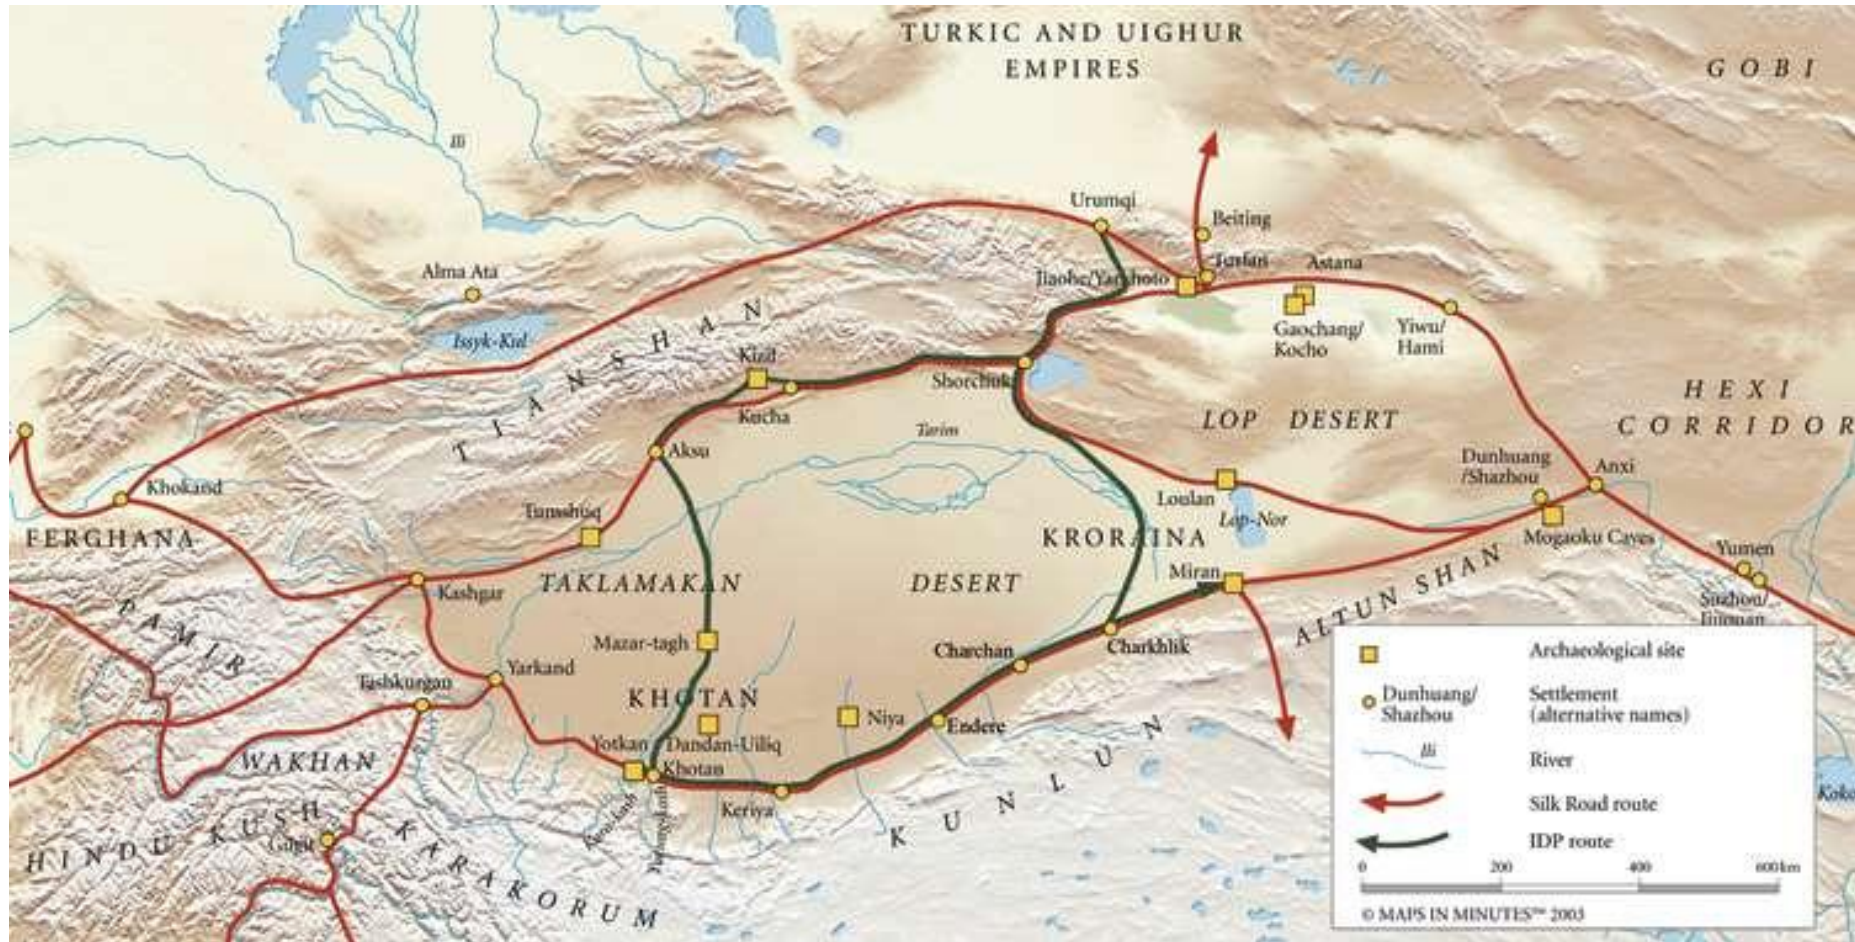 TURKIC AND UIGHUR
EMPIRES
GOBI
Ili
Urumqi
Beiting
Turfan
Astana
Jiaohe/Yarkhoto
Alma Ata
Issyk-Kul
TIANSHAN
Gaochang/
Kocho
Yiwu/
Hami
Kizil
Shorchuk
Kucha
HEXI
CORRIDOR
LOP DESERT
Tarim
Aksu
Khokand
Dunhuang
/Shazhou
Anxi
Loulan
Lop-Nor
Tumshuq
FERGHANA
KRORAINA
Mogaoku Caves
Yumen
Miran
Kashgar
TAKLAMAKAN
DESERT
ALTUN SHAN
PAMIR
Mazar-tagh
Charchan
Charkhlik
Yarkand
Tashkurgan
KHOTAN
Niya
Endere
Yotkan
Dandan-Uiliq
WAKHAN
Khotan
Keriya
KUNLUN
HINDU KUSH
Gilgit
KARAKORUM
Koko
Archaeological site
Dunhuang/
Shazhou
Settlement
(alternative names)
Ili
River
Silk Road route
IDP route
0 200 400 600km
© MAPS IN MINUTES™ 2003